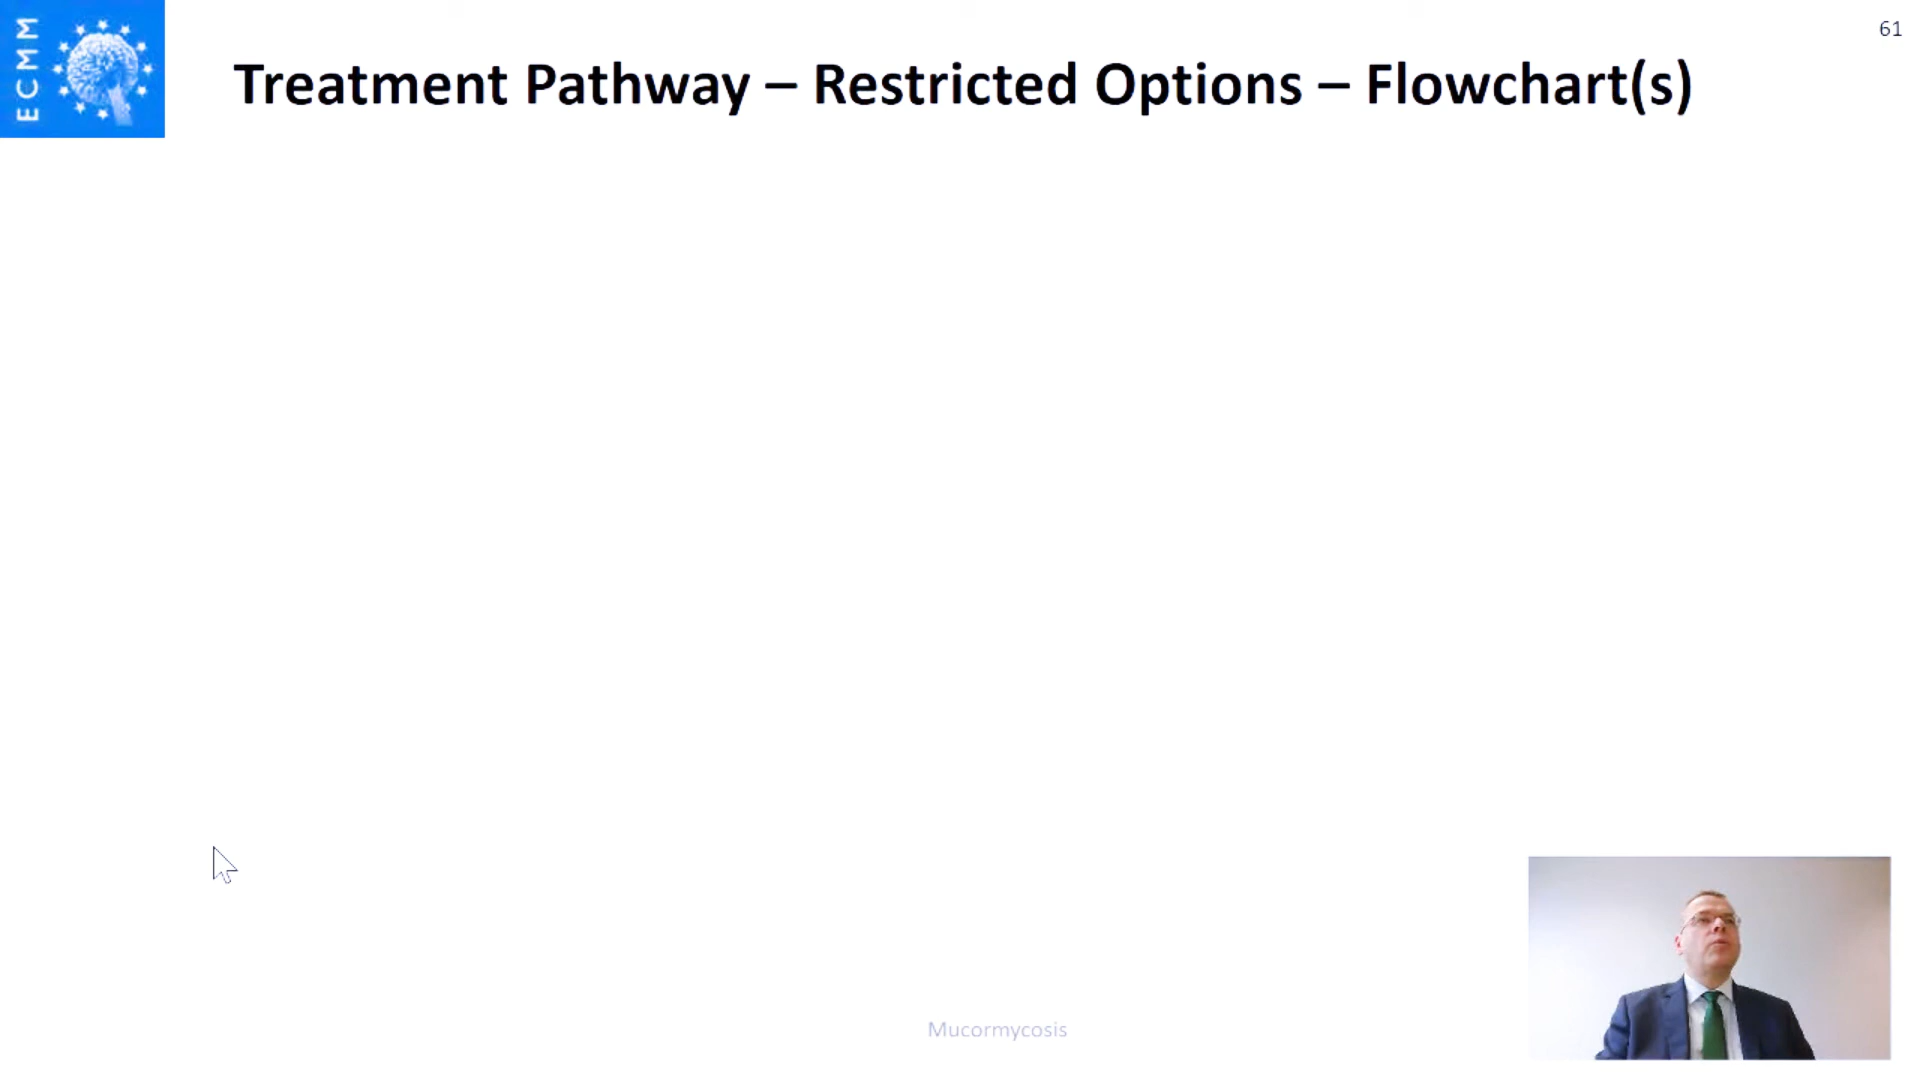 ECMM
61
Treatment Pathway – Restricted Options – Flowchart(s)
Mucormycosis